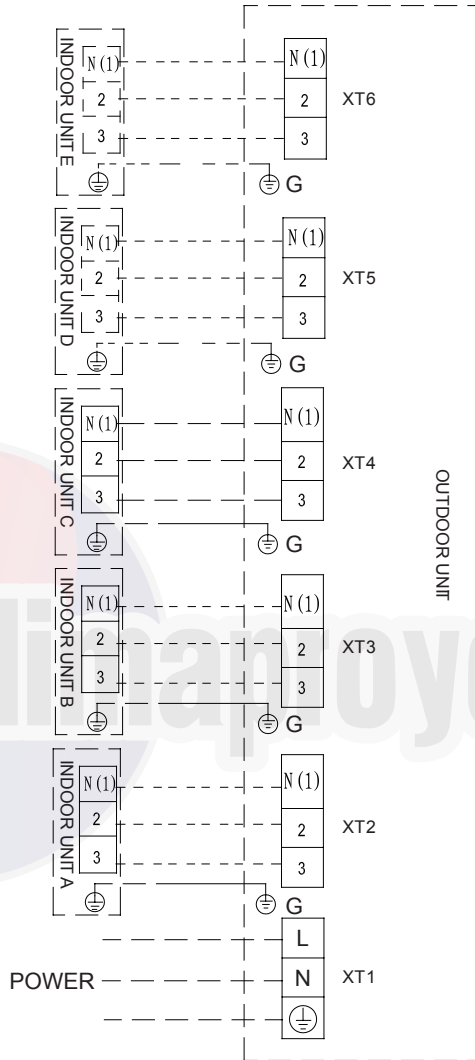 INDOOR UNIT E
N(1) N(1)
2 2 XT6
3 3
G
INDOOR UNIT D
N(1) N(1)
2 2 XT5
3 3
G
INDOOR UNIT C
N(1) N(1)
2 2 XT4
3 3
G
OUTDOOR UNIT
INDOOR UNIT B
N(1) N(1)
2 2 XT3
3 3
G
INDOOR UNIT A
N(1) N(1)
2 2 XT2
3 3
G
L
POWER N XT1